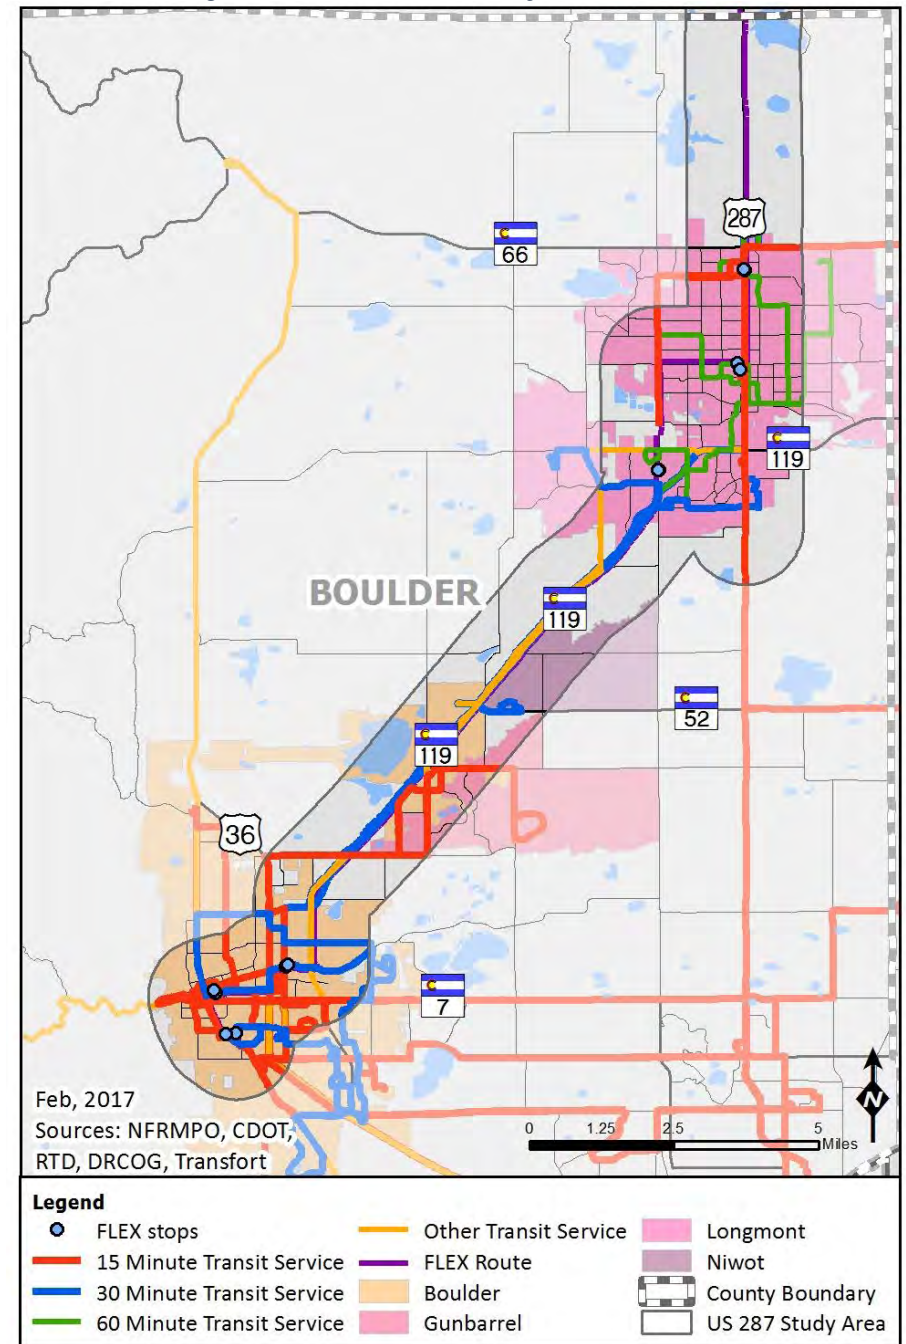 287
66
119
BOULDER
119
52
119
36
7
Feb, 2017
Sources: NFRMPO, CDOT,
RTD, DRCOG, Transfort
N
0 1.25 2.5 5
Miles
Legend
FLEX stops
15 Minute Transit Service
30 Minute Transit Service
60 Minute Transit Service
Other Transit Service
FLEX Route
Boulder
Gunbarrel
Longmont
Niwot
County Boundary
US 287 Study Area